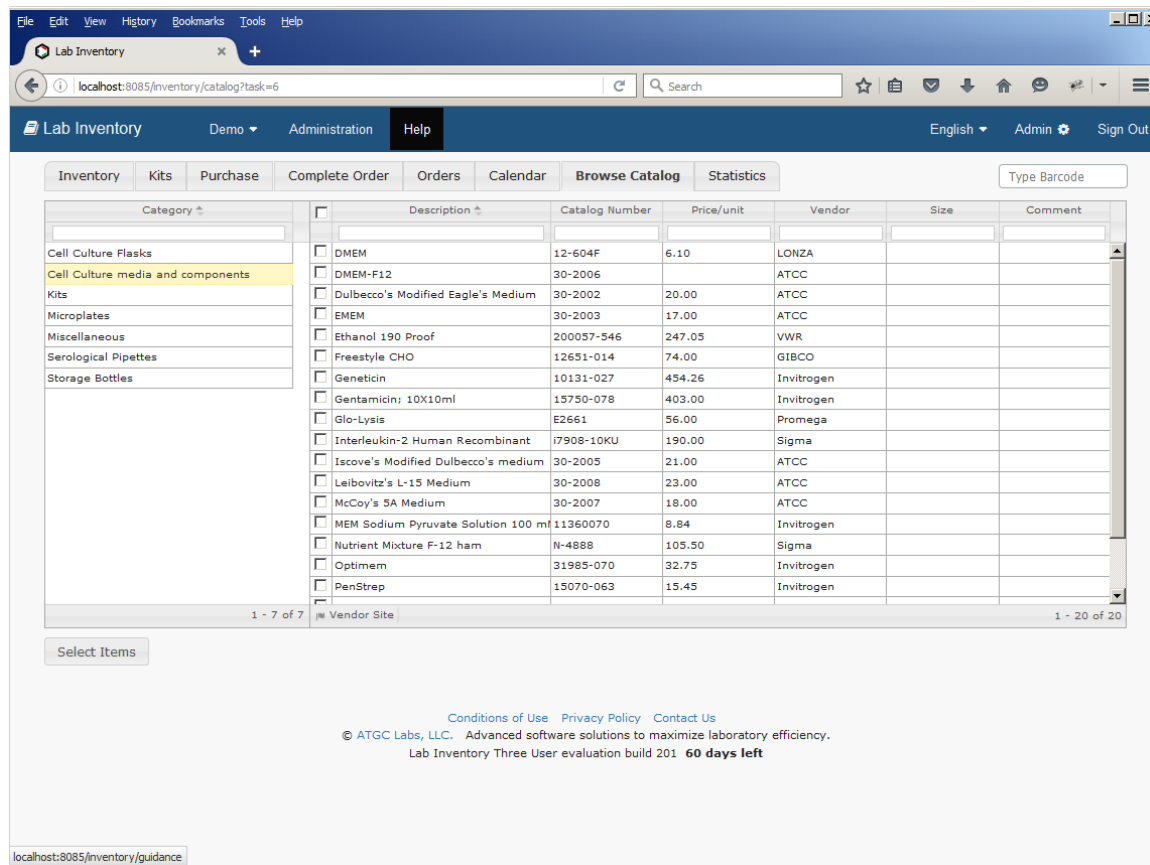 File Edit View History Bookmarks Tools Help
Lab Inventory × +
localhost:8085/inventory/catalog?task=6 Search
Lab Inventory Demo Administration Help English Admin Sign Out
Inventory Kits Purchase Complete Order Orders Calendar Browse Catalog Statistics Type Barcode
Category Description Catalog Number Price/unit Vendor Size Comment
Cell Culture Flasks DMEM 12-604F 6.10 LONZA
Cell Culture media and components DMEM-F12 30-2006 ATCC
Kits Dulbecco's Modified Eagle's Medium 30-2002 20.00 ATCC
Microplates EMEM 30-2003 17.00 ATCC
Miscellaneous Ethanol 190 Proof 200057-546 247.05 VWR
Serological Pipettes Freestyle CHO 12651-014 74.00 GIBCO
Storage Bottles Geneticin 10131-027 454.26 Invitrogen
Gentamicin; 10X10ml 15750-078 403.00 Invitrogen
Glo-Lysis E2661 56.00 Promega
Interleukin-2 Human Recombinant i7908-10KU 190.00 Sigma
Iscove's Modified Dulbecco's medium 30-2005 21.00 ATCC
Leibovitz's L-15 Medium 30-2008 23.00 ATCC
McCoy's 5A Medium 30-2007 18.00 ATCC
MEM Sodium Pyruvate Solution 100 11360070 8.84 Invitrogen
Nutrient Mixture F-12 ham N-4888 105.50 Sigma
Optimem 31985-070 32.75 Invitrogen
PenStrep 15070-063 15.45 Invitrogen
1 - 7 of 7 Vendor Site 1 - 20 of 20
Select Items
Conditions of Use Privacy Policy Contact Us
© ATGC Labs, LLC. Advanced software solutions to maximize laboratory efficiency.
Lab Inventory Three User evaluation build 201 60 days left
localhost:8085/inventory/guidance